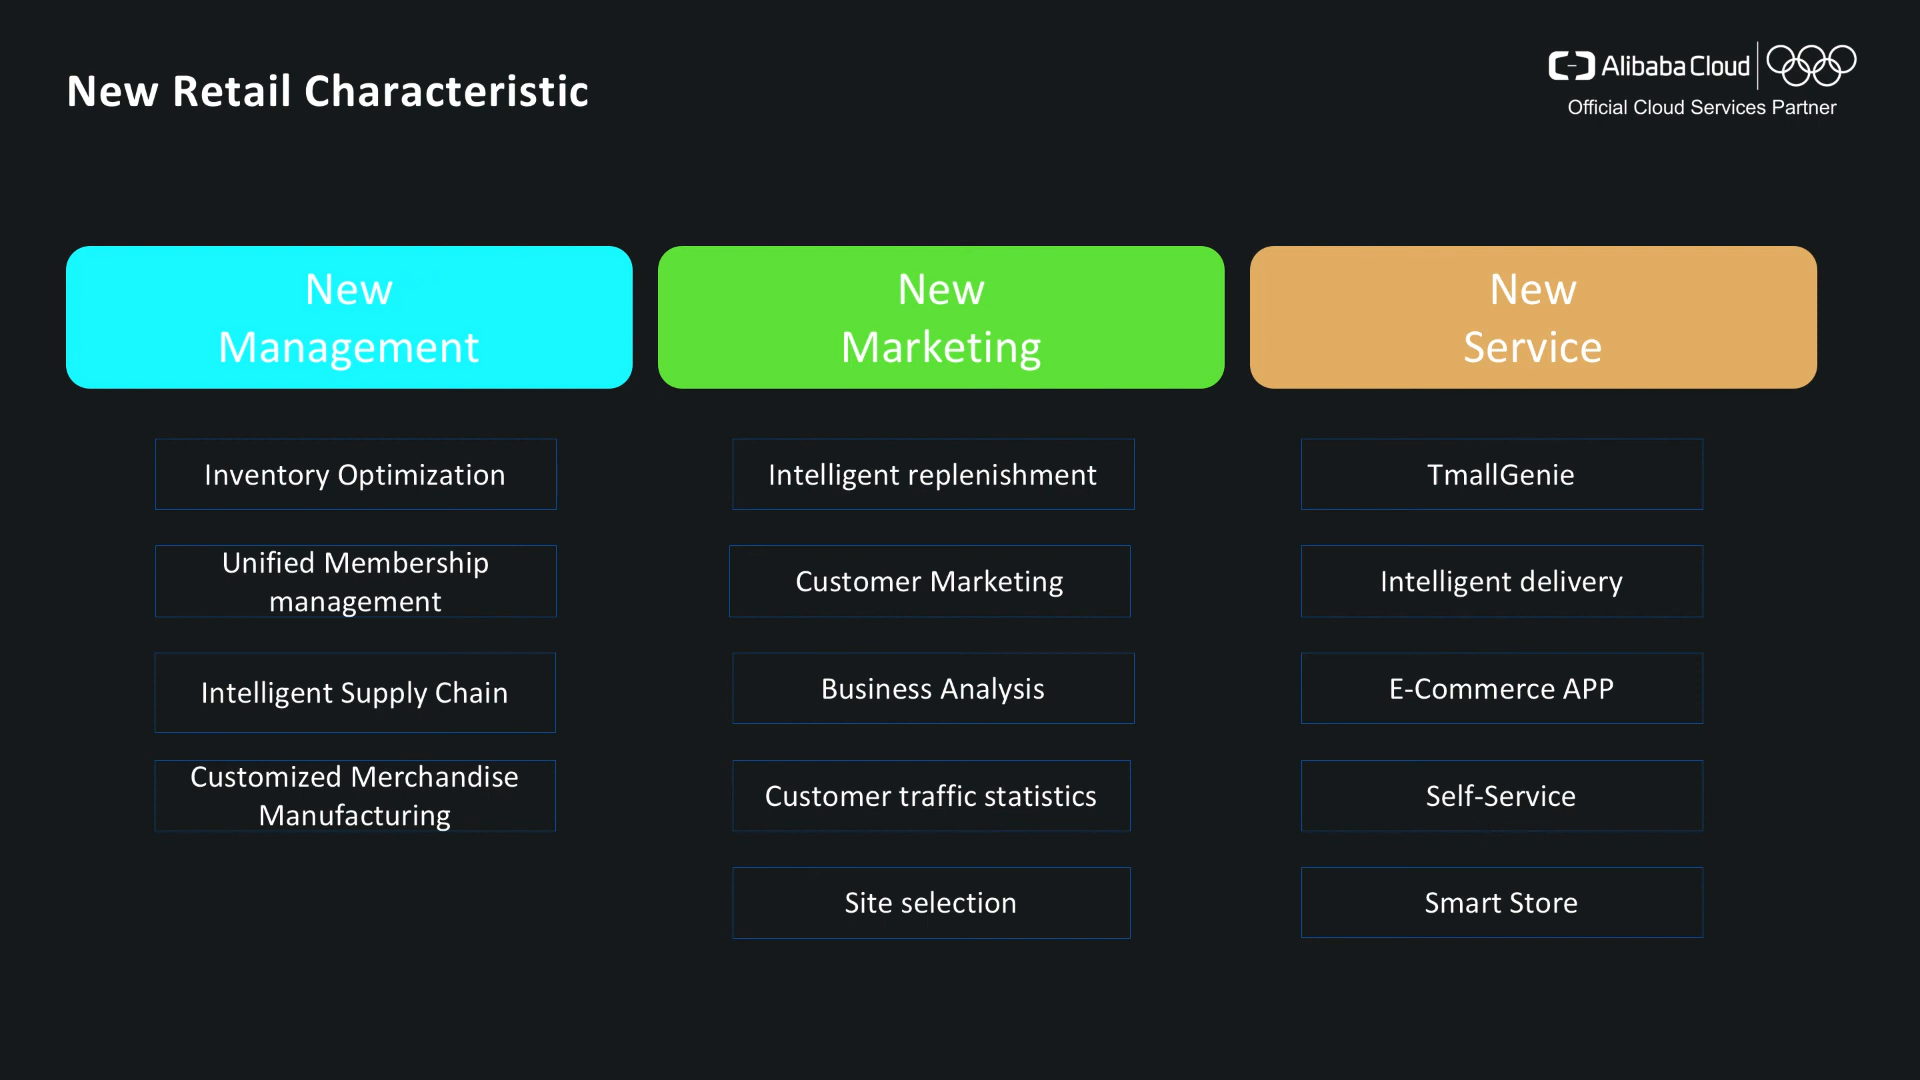 New Retail Characteristic
Alibaba Cloud
Official Cloud Services Partner
New
Management
Inventory Optimization
Unified Membership
management
Intelligent Supply Chain
Customized Merchandise
Manufacturing
New
Marketing
Intelligent replenishment
Customer Marketing
Business Analysis
Customer traffic statistics
Site selection
New
Service
TmallGenie
Intelligent delivery
E-Commerce APP
Self-Service
Smart Store